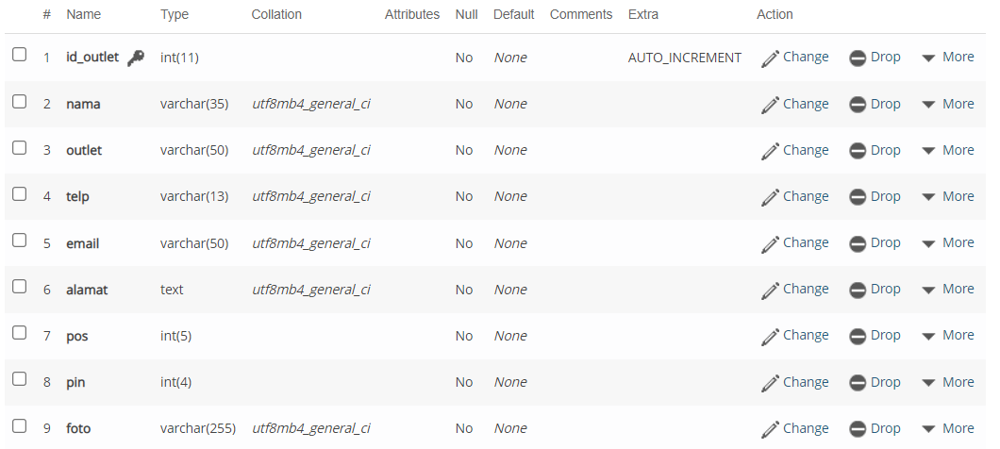 # Name Type Collation Attributes Null Default Comments Extra Action
1 id_outlet int(11) No None AUTO_INCREMENT Change Drop More
2 nama varchar(35) utf8mb4_general_ci No None Change Drop More
3 outlet varchar(50) utf8mb4_general_ci No None Change Drop More
4 telp varchar(13) utf8mb4_general_ci No None Change Drop More
5 email varchar(50) utf8mb4_general_ci No None Change Drop More
6 alamat text utf8mb4_general_ci No None Change Drop More
7 pos int(5) No None Change Drop More
8 pin int(4) No None Change Drop More
9 foto varchar(255) utf8mb4_general_ci No None Change Drop More